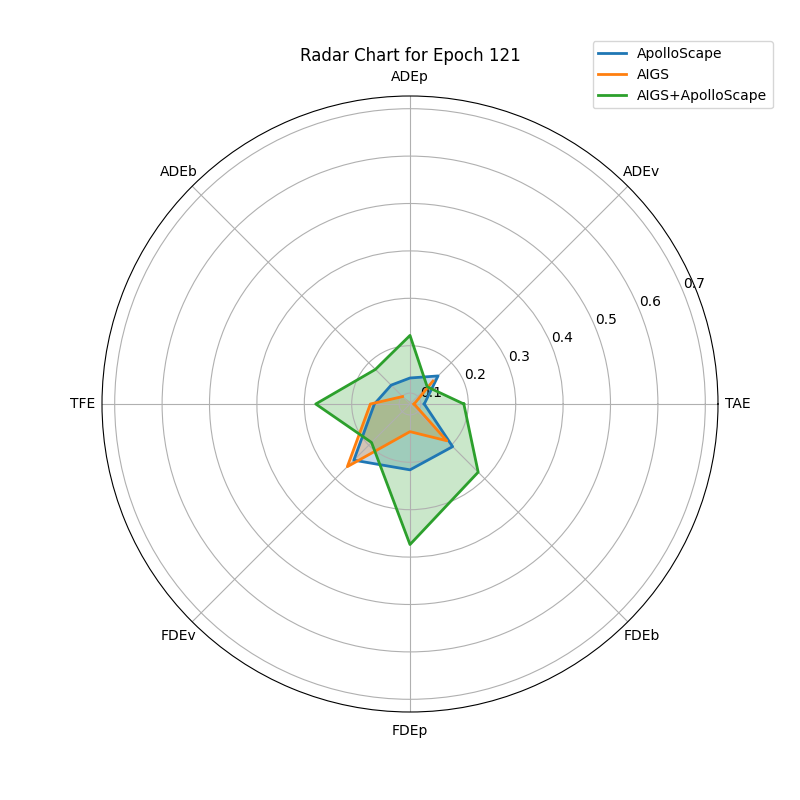 Radar Chart for Epoch 121
ApolloScape
AIGS
AIGS+ApolloScape
ADEp
ADEb
ADEv
0.7
0.6
0.5
0.4
0.3
0.2
0.1
TFE
TAE
FDEv
FDEb
FDEp